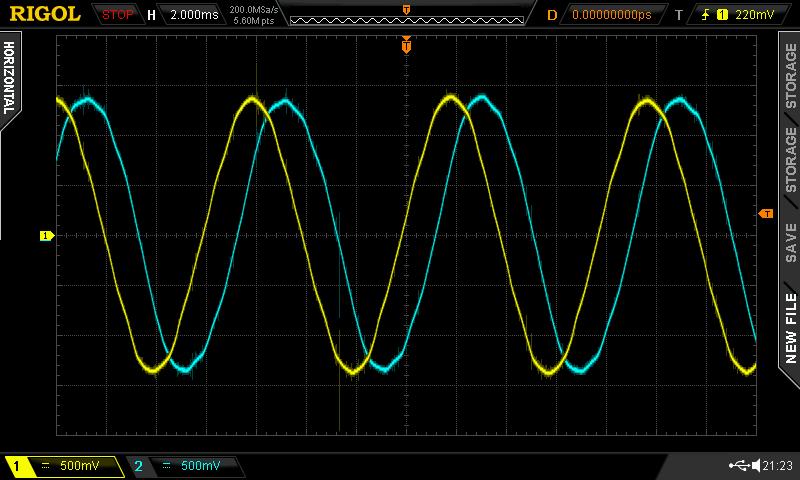 RIGOL STOP H 2.000ms 200.0MSa/s D 0.00000000ps T 1 220mV
5.60M pts
T
T
HORIZONTAL
STORAGE
STORAGE
SAVE
NEW FILE
T
1
1 500mV 2 500mV 21:23